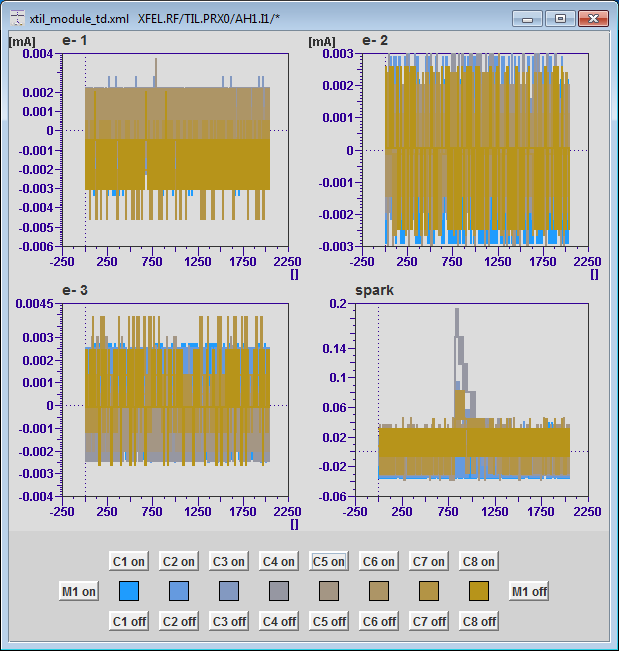 xtil_module_td.xml XFEL.RF/TIL.PRX0/AH1.I1/*
[mA] e- 1
0.004
0.002
0.001
0
-0.001
-0.003
-0.004
-0.005
-0.006
-250 250 750 1250 1750 2250
[]
[mA] e- 2
0.003
0.002
0.001
0
-0.001
-0.002
-0.003
-250 250 750 1250 1750 2250
[]
e- 3
0.0045
0.003
0.002
0.001
0
-0.001
-0.002
-0.003
-0.004
-250 250 750 1250 1750 2250
[]
spark
0.2
0.14
0.1
0.06
0.02
-0.02
-0.06
-250 250 750 1250 1750 2250
C1 on C2 on C3 on C4 on C5 on C6 on C7 on C8 on
M1 on M1 off
C1 off C2 off C3 off C4 off C5 off C6 off C7 off C8 off